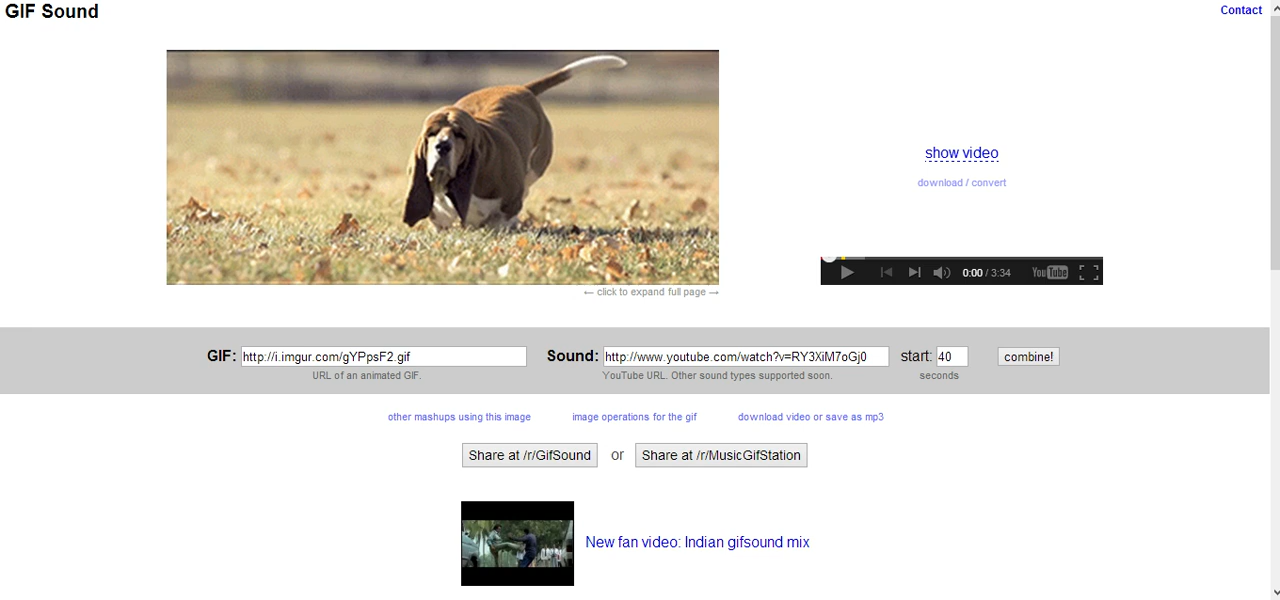 GIF Sound
Contact
show video
download / convert
0:00 / 3:34
YouTube
← click to expand full page →
GIF: http://i.imgur.com/gYPpsF2.gif
Sound: http://www.youtube.com/watch?v=RY3XiM7oGj0
start: 40
combine!
URL of an animated GIF.
YouTube URL. Other sound types supported soon.
seconds
other mashups using this image
image operations for the gif
download video or save as mp3
Share at /r/GifSound or Share at /r/MusicGifStation
New fan video: Indian gifsound mix